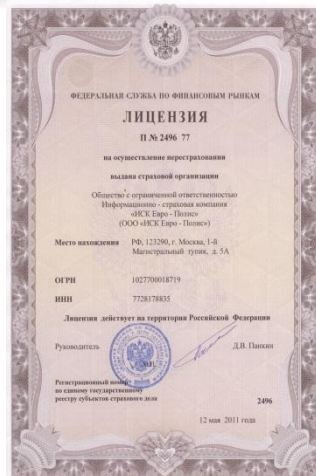 ФЕДЕРАЛЬНАЯ СЛУЖБА ПО ФИНАНСОВЫМ РЫНКАМ
ЛИЦЕНЗИЯ
П № 2496 77
на осуществление перестрахования
выдана страховой организации
Общество с ограниченной ответственностью
Информационно - страховая компания
«ИСК Евро - Полис»
(ООО «ИСК Евро - Полис»)
Место нахождения РФ, 123290, г. Москва, 1-й
Магистральный тупик, д. 5А
ОГРН 1027700018719
ИНН 7728178835
Лицензия действует на территории Российской Федерации
Руководитель Д.В. Панкин
Регистрационный номер
по единому государственному
реестру субъектов страхового дела 2496
12 мая 2011 года